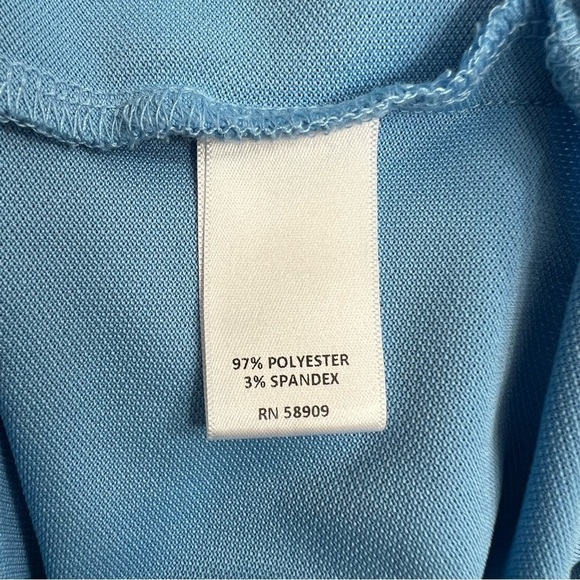 97% POLYESTER
3% SPANDEX
RN 58909